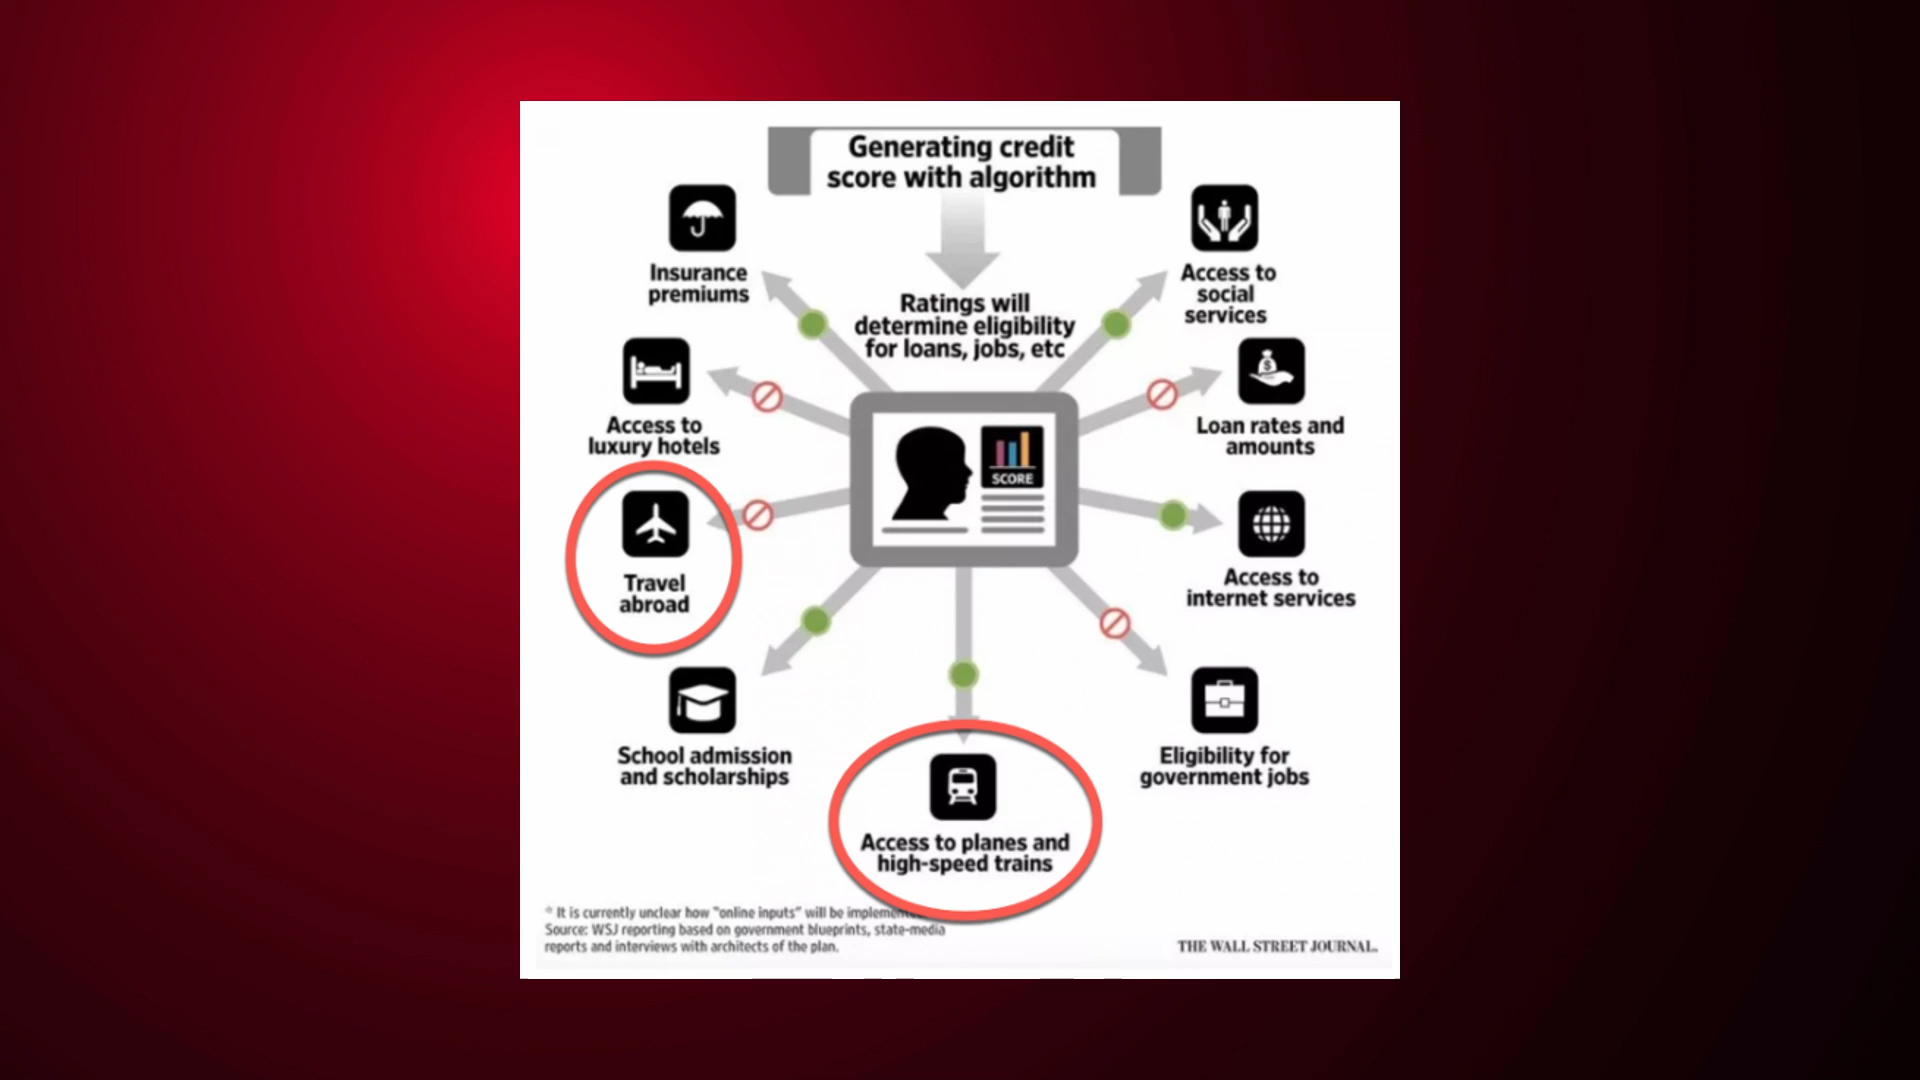 Generating credit
score with algorithm
Ratings will
determine eligibility
for loans, jobs, etc
Insurance
premiums
Access to
social
services
Access to
luxury hotels
Loan rates and
amounts
SCORE
Travel
abroad
Access to
internet services
School admission
and scholarships
Eligibility for
government jobs
Access to planes and
high-speed trains
* It is currently unclear how "online inputs" will be
Source: WSJ reporting based on government blueprints, state-media
reports and interviews with architects of the plan.
THE WALL STREET JOURNAL.